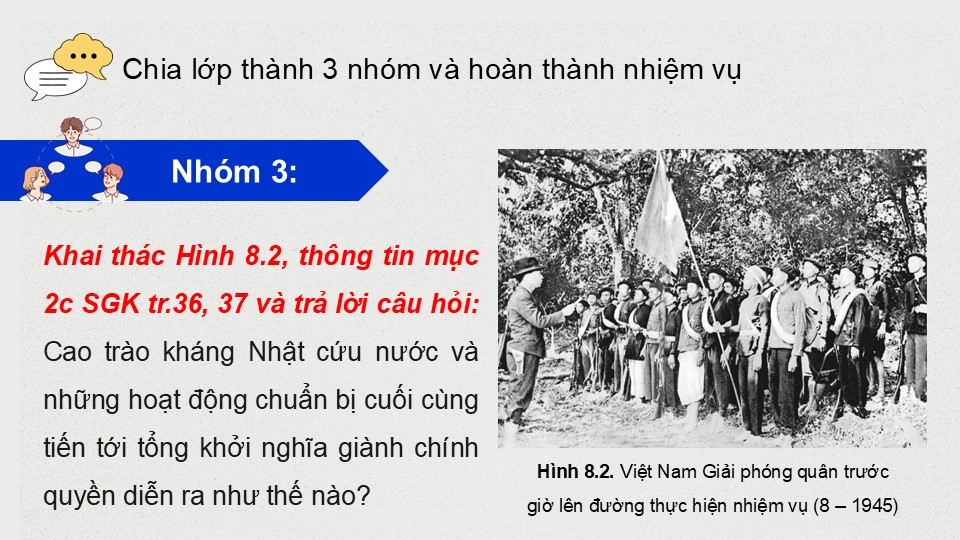 Chia lớp thành 3 nhóm và hoàn thành nhiệm vụ
Nhóm 3:
Khai thác Hình 8.2, thông tin mục
2c SGK tr.36, 37 và trả lời câu hỏi:
Cao trào kháng Nhật cứu nước và
những hoạt động chuẩn bị cuối cùng
tiến tới tổng khởi nghĩa giành chính
quyền diễn ra như thế nào?
Hình 8.2. Việt Nam Giải phóng quân trước
giờ lên đường thực hiện nhiệm vụ (8 – 1945)